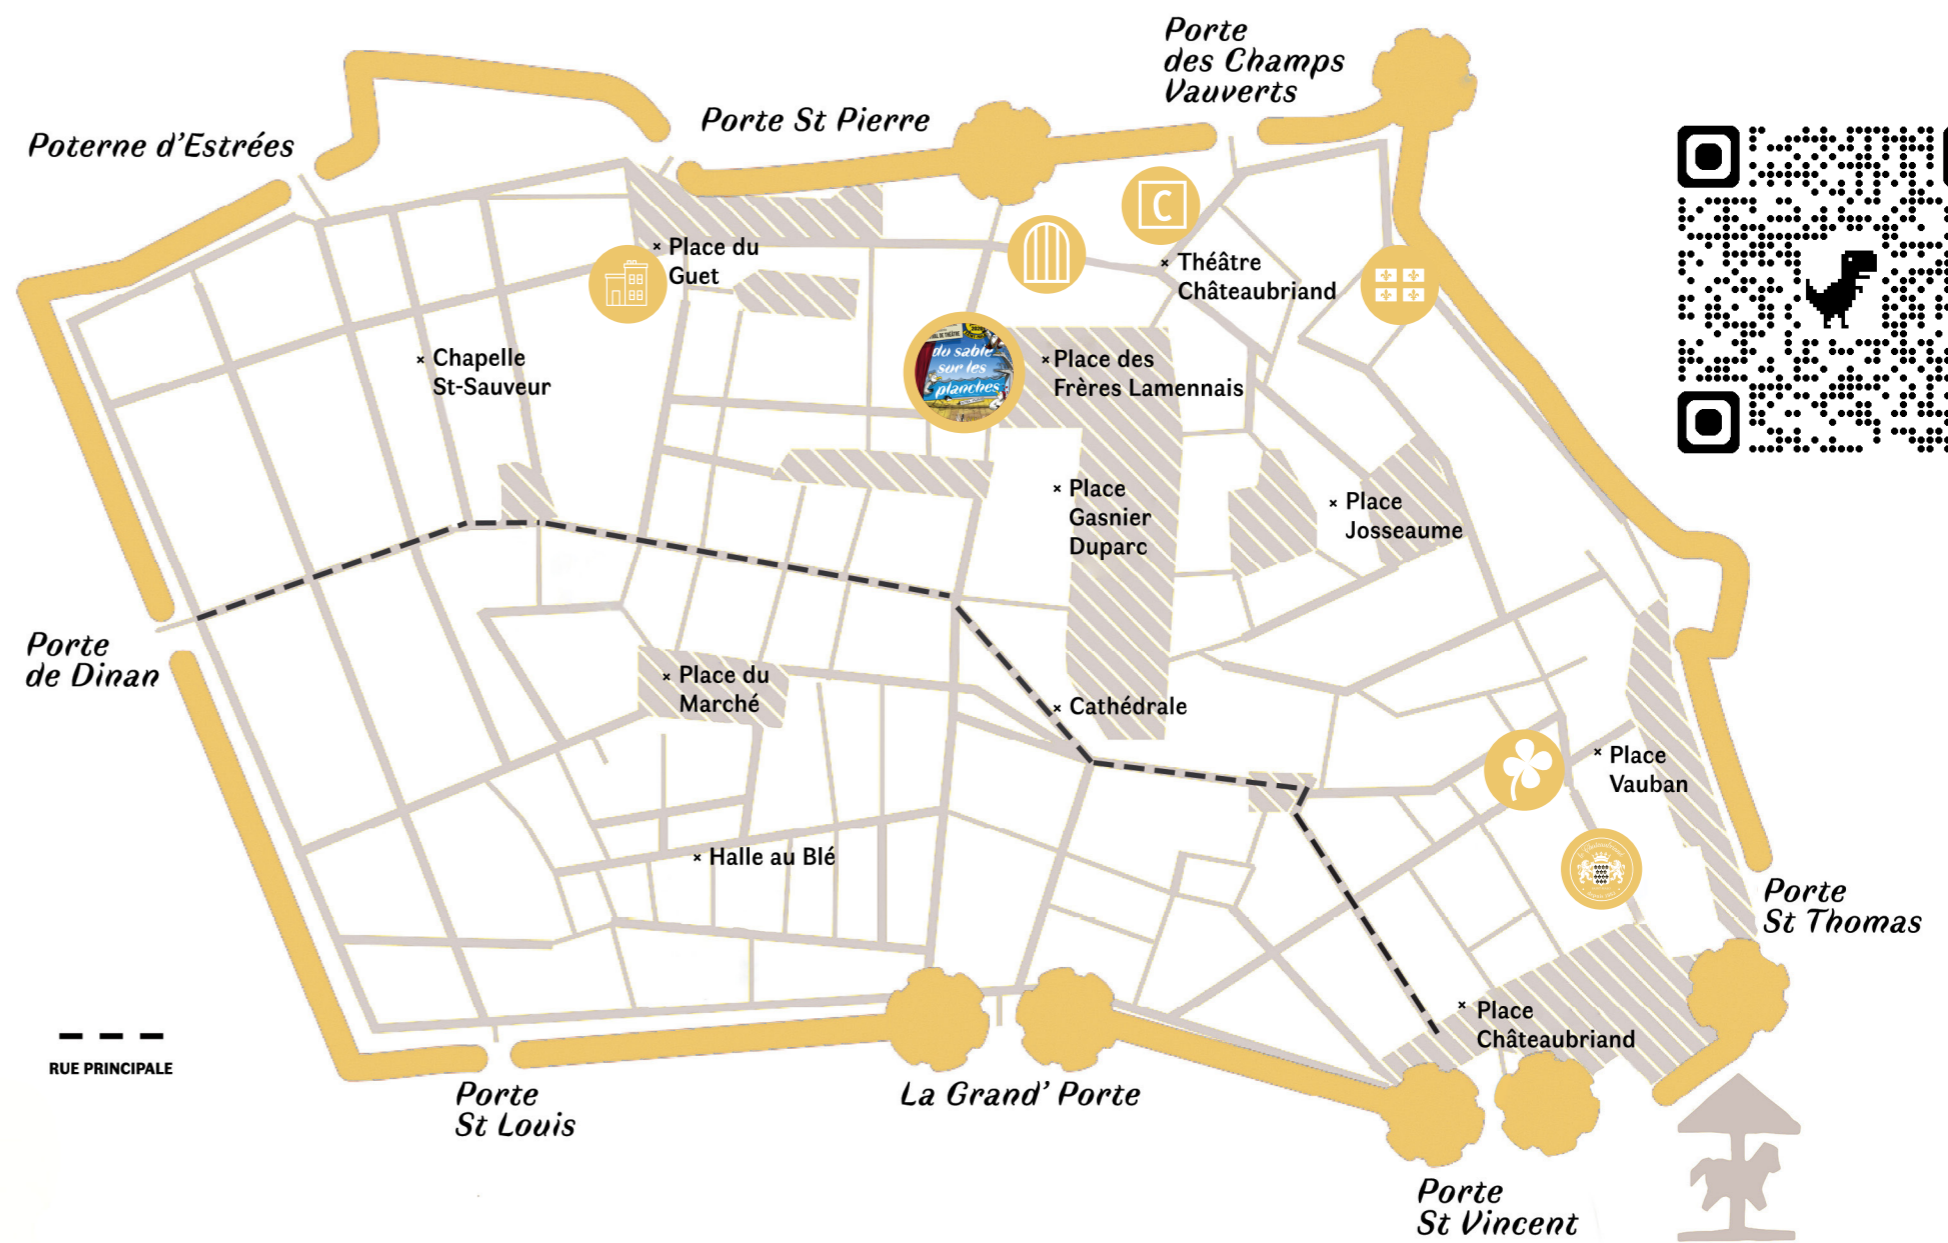 Porte
des Champs
Vauverts
Porte St Pierre
Poterne d'Estrées
C
Place du
Guet
Théâtre
Châteaubriand
du sable
sur les
planches
Place des
Frères Lamennais
Chapelle
St-Sauveur
Place
Gasnier
Duparc
Place
Josseaume
Porte
de Dinan
Place du
Marché
Cathédrale
Place
Vauban
Halle au Blé
Porte
St Thomas
Place
Châteaubriand
RUE PRINCIPALE
Porte
St Louis
La Grand' Porte
Porte
St Vincent